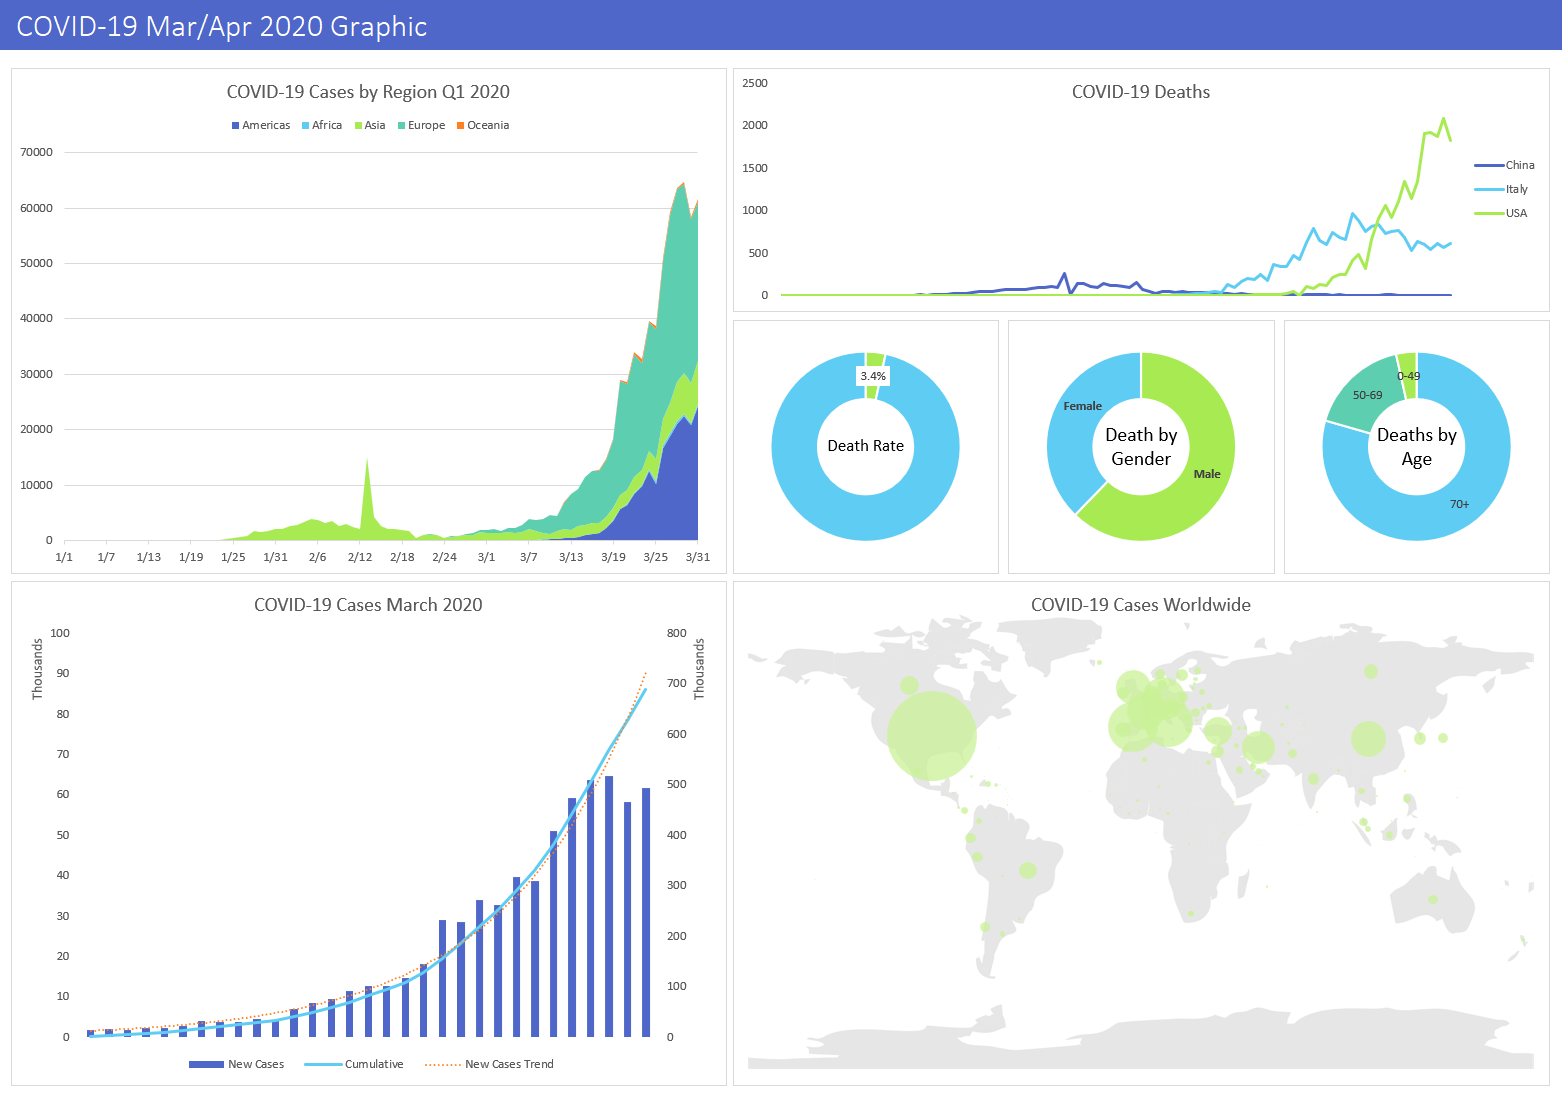 COVID-19 Mar/Apr 2020 Graphic
COVID-19 Cases by Region Q1 2020
Americas Africa Asia Europe Oceania
70000
60000
50000
40000
30000
20000
10000
0
1/1 1/7 1/13 1/19 1/25 1/31 2/6 2/12 2/18 2/24 3/1 3/7 3/13 3/19 3/25 3/31
COVID-19 Deaths
2500
2000
1500
1000
500
0
China
Italy
USA
3.4%
Death Rate
Female
Death by
Gender
Male
0-49
50-69
Deaths by
Age
70+
COVID-19 Cases March 2020
Thousands
100
90
80
70
60
50
40
30
20
10
0
800
700
600
500
400
300
200
100
0
Thousands
New Cases Cumulative New Cases Trend
COVID-19 Cases Worldwide